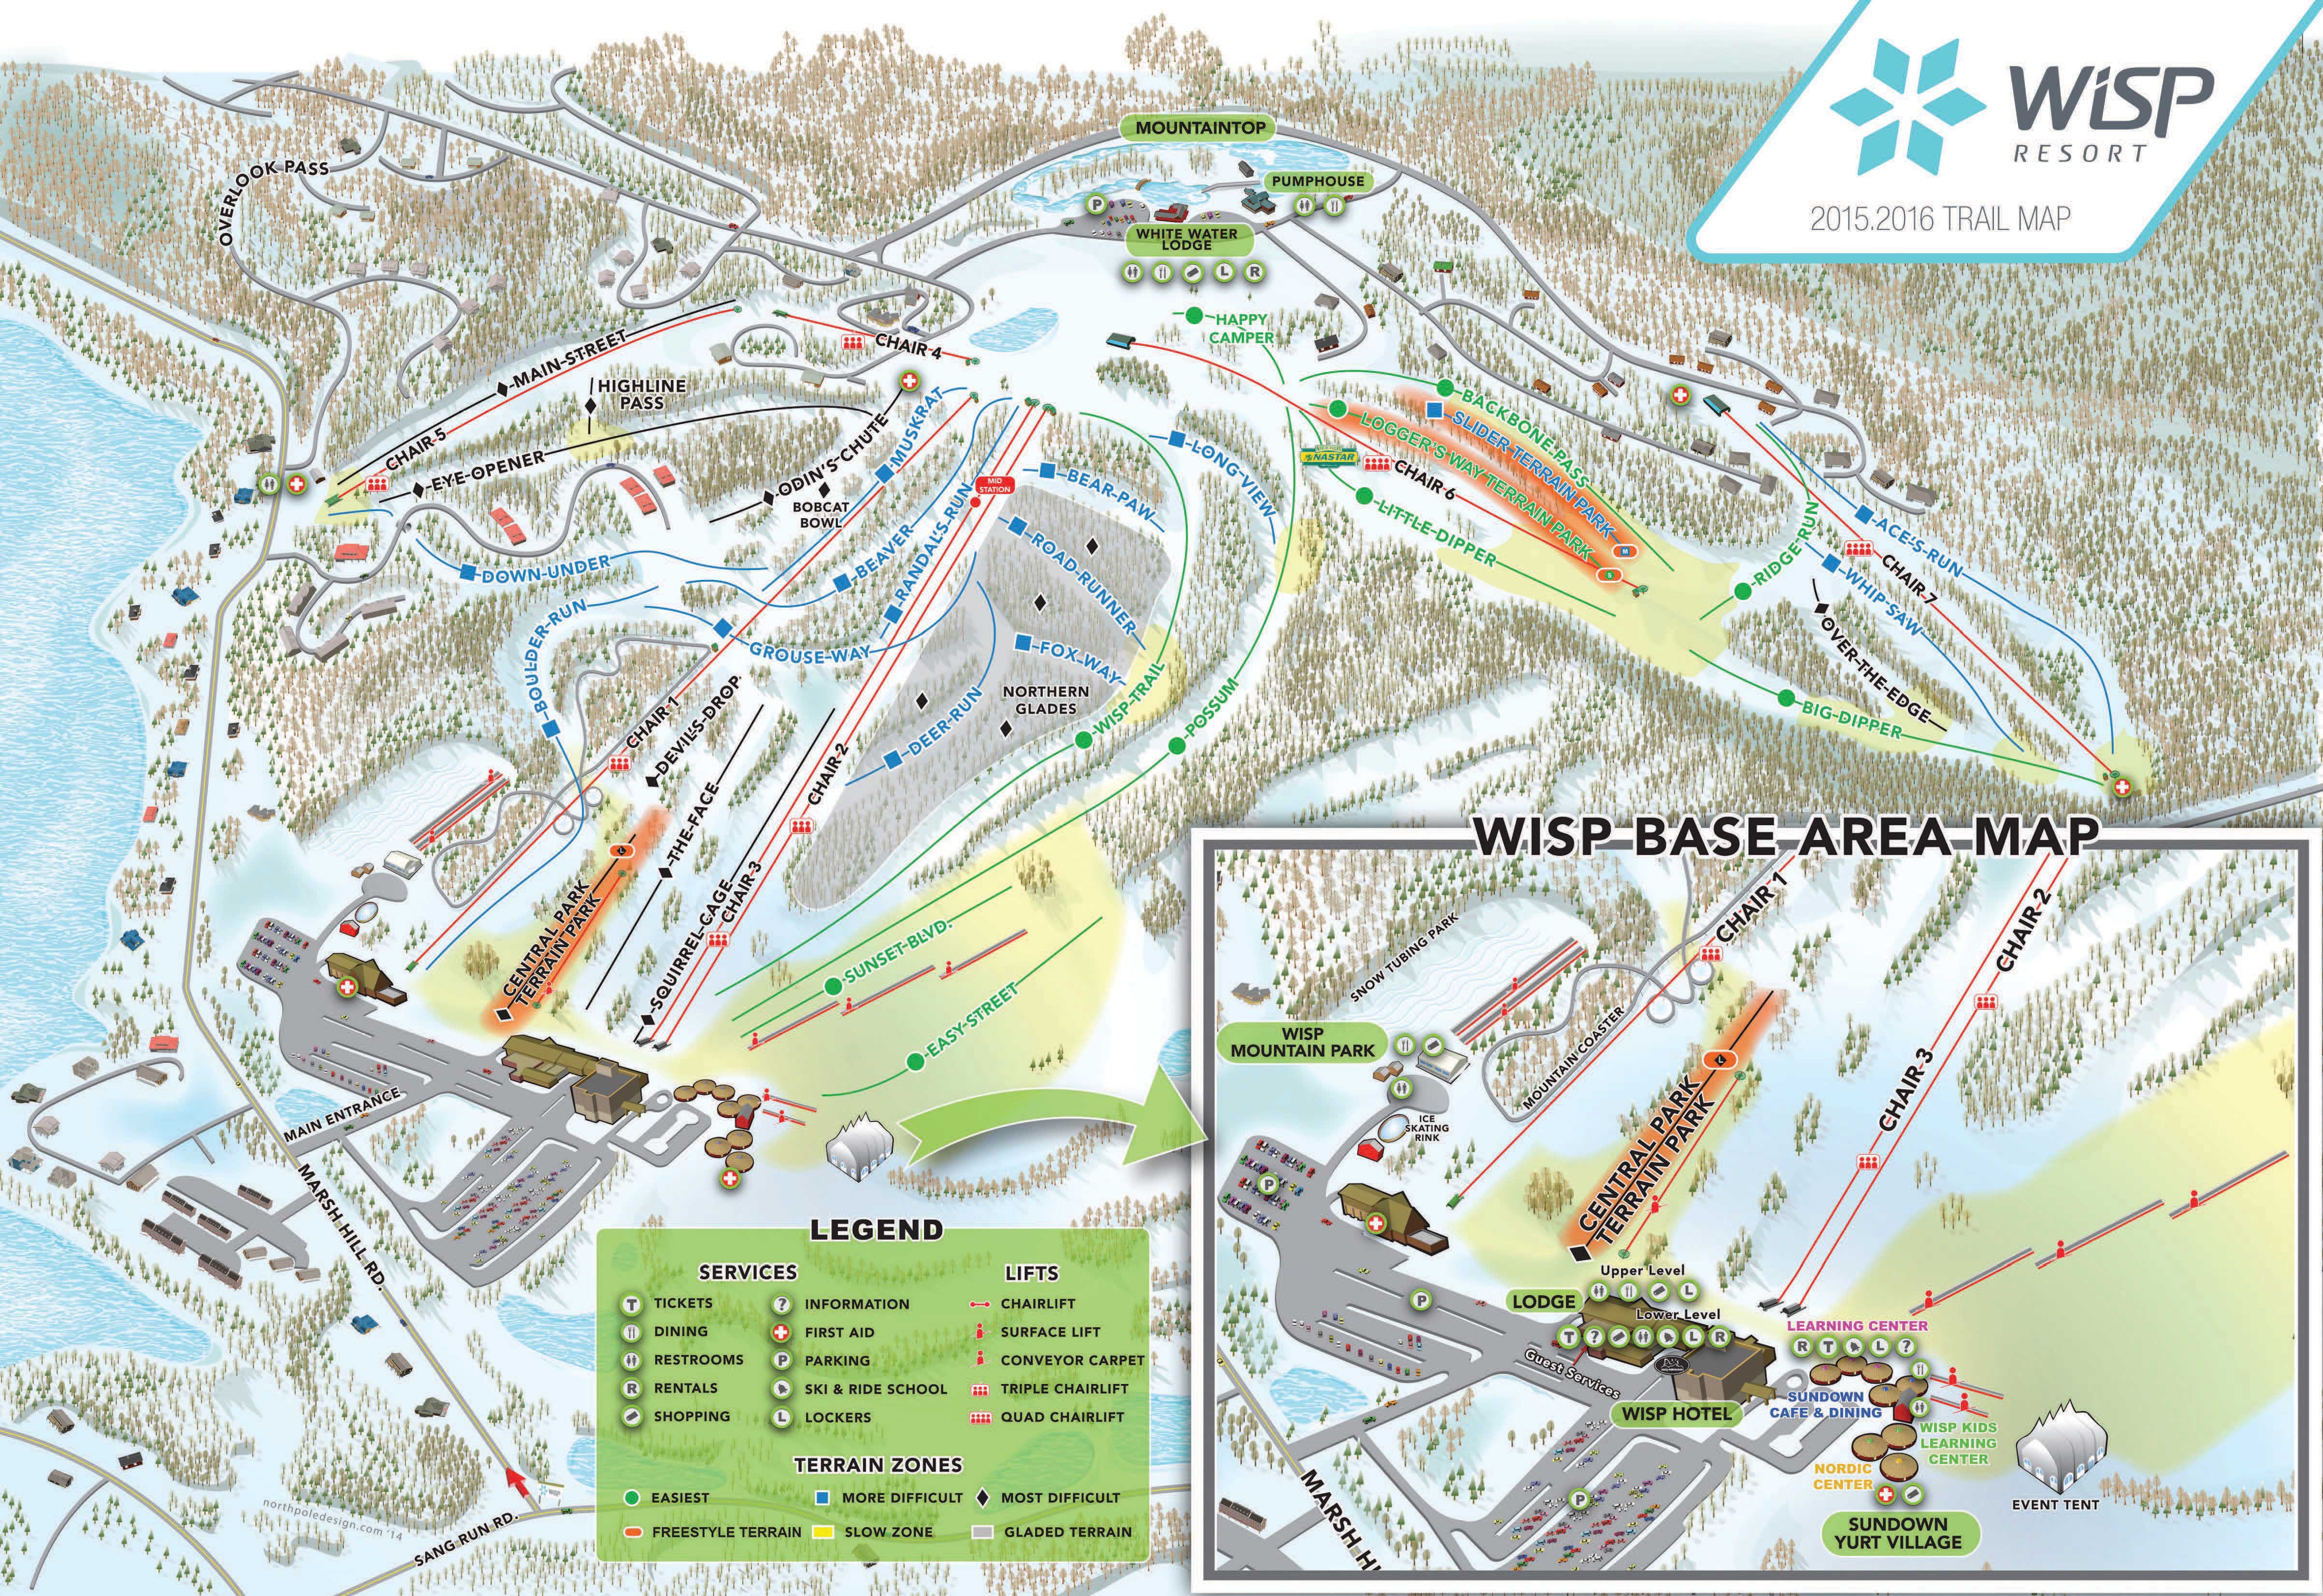 WiSP
RESORT
2015.2016 TRAIL MAP
MOUNTAINTOP
PUMPHOUSE
P
WHITE WATER
LODGE
L
R
OVERLOOK PASS
HAPPY
CAMPER
MAIN-STREET
CHAIR 4
HIGHLINE
PASS
CHAIR 5
EYE-OPENER
ODIN'S-CHUTE
BOBCAT
BOWL
MUSKRAT
MID
STATION
BEAR-PAW
LONG-VIEW
NASTAR
BACKBONE-PASS
SLIDER TERRAIN PARK
LOGGER'S WAY TERRAIN PARK
M
S
CHAIR 6
LITTLE-DIPPER
RIDGE-RUN
ACE'S-RUN
CHAIR-7
WHIP-SAW
OVER-THE-EDGE
BIG-DIPPER
DOWN-UNDER
BEAVER
RANDAL'S-RUN
ROAD-RUNNER
BOULDER-RUN
GROUSE-WAY
FOX-WAY
NORTHERN
GLADES
DEER-RUN
WISP-TRAIL
POSSUM
CHAIR-1
DEVILS-DROP
THE-FACE
CHAIR-2
SQUIRREL-CAGE
CHAIR-3
L
CENTRAL PARK
TERRAIN PARK
SUNSET-BLVD.
EASY-STREET
MAIN ENTRANCE
MARSH HILL RD.
SANG RUN RD.
northpoledesign.com '14
LEGEND
SERVICES
LIFTS
T TICKETS
? INFORMATION
CHAIRLIFT
DINING
FIRST AID
SURFACE LIFT
RESTROOMS
P PARKING
CONVEYOR CARPET
R RENTALS
SKI & RIDE SCHOOL
TRIPLE CHAIRLIFT
SHOPPING
L LOCKERS
QUAD CHAIRLIFT
TERRAIN ZONES
EASIEST
MORE DIFFICULT
MOST DIFFICULT
FREESTYLE TERRAIN
SLOW ZONE
GLADED TERRAIN
WISP BASE AREA MAP
CHAIR 1
CHAIR-2
SNOW TUBING PARK
WISP
MOUNTAIN PARK
MOUNTAIN COASTER
L
CHAIR-3
ICE
SKATING
RINK
CENTRAL PARK
TERRAIN PARK
P
P
Upper Level
LODGE
L
Lower Level
T ? L R
Guest Services
LEARNING CENTER
R T L ?
WISP HOTEL
SUNDOWN
CAFE & DINING
WISP KIDS
LEARNING
CENTER
NORDIC
CENTER
P
EVENT TENT
SUNDOWN
YURT VILLAGE
MARSH HI